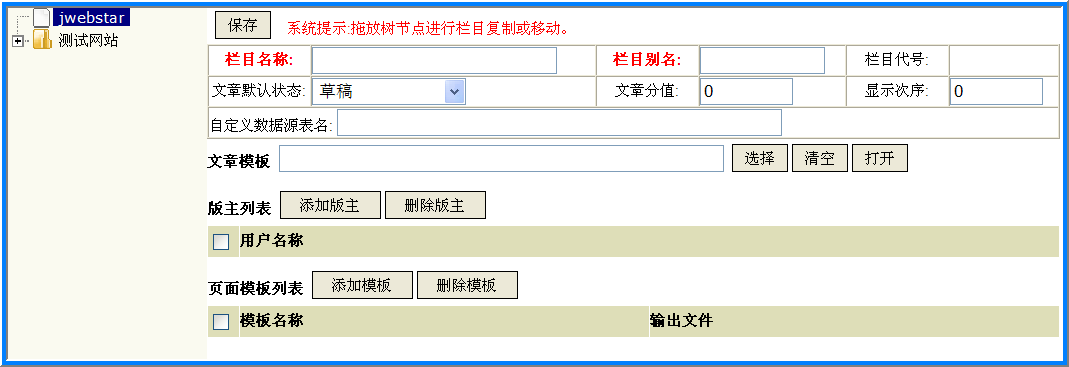 jwebstar
测试网站
保存 系统提示:拖放树节点进行栏目复制或移动。
栏目名称: 栏目别名: 栏目代号:
文章默认状态: 草稿 文章分值: 0 显示次序: 0
自定义数据源表名:
文章模板 选择 清空 打开
版主列表 添加版主 删除版主
用户名称
页面模板列表 添加模板 删除模板
模板名称 输出文件